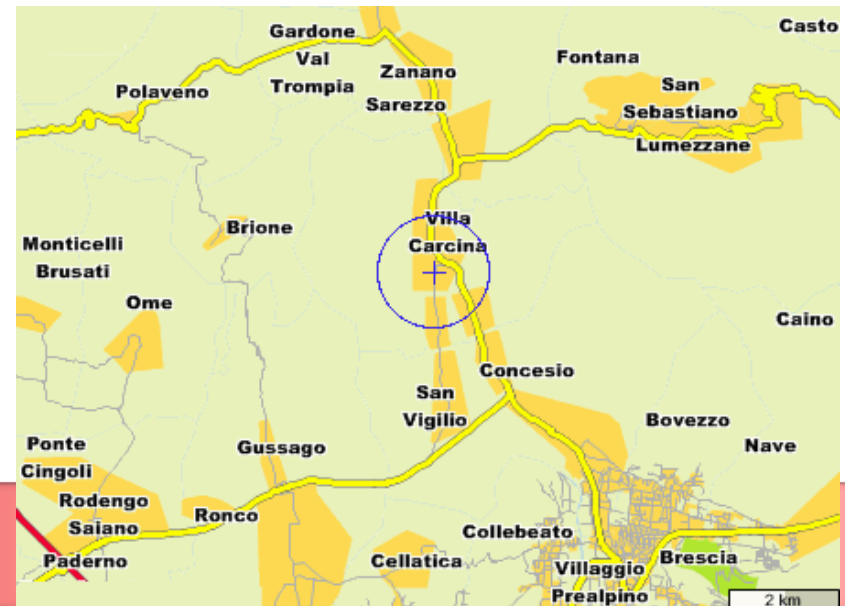 Casto
Gardone
Val
Trompia
Fontana
Zanano
Polaveno
San
Sebastiano
Sarezzo
Lumezzane
Villa
Carcina
Brione
Monticelli
Brusati
Ome
Caino
Concesio
San
Vigilio
Bovezzo
Ponte
Cingoli
Gussago
Nave
Rodengo
Saiano
Ronco
Collebeato
Paderno
Cellatica
Villaggio
Prealpino
Brescia
2 km